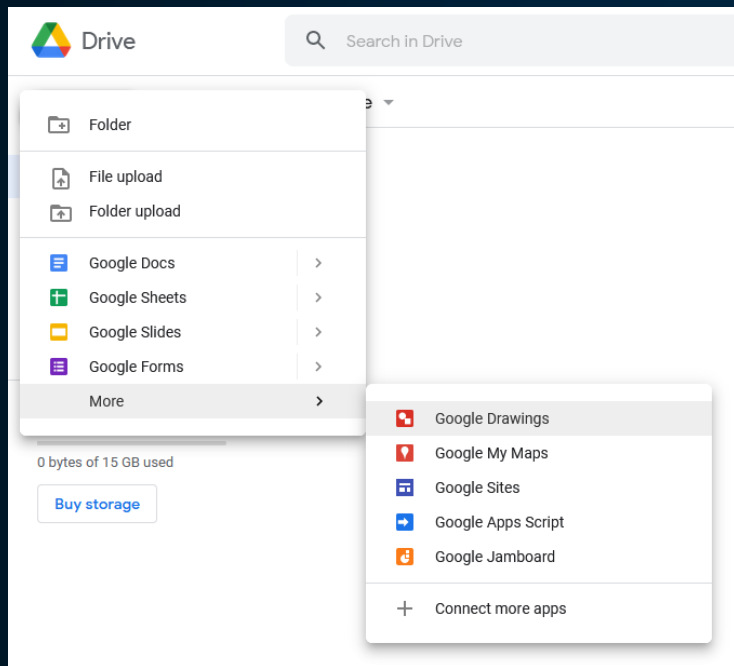 Drive
Search in Drive
e
Folder
File upload
Folder upload
Google Docs
Google Sheets
Google Slides
Google Forms
More
Google Drawings
Google My Maps
Google Sites
Google Apps Script
Google Jamboard
Connect more apps
0 bytes of 15 GB used
Buy storage